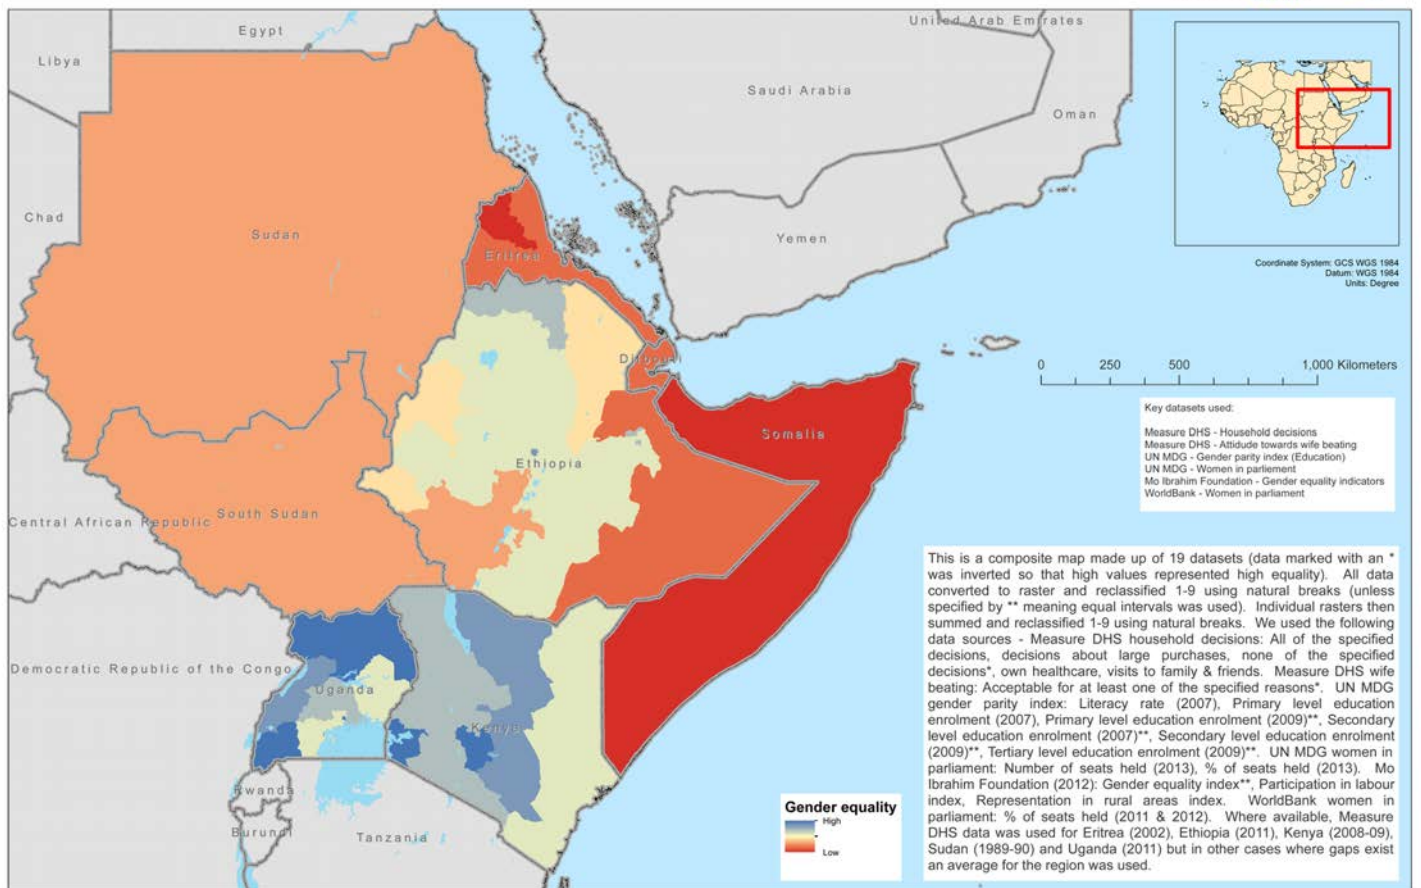 Egypt
United Arab Emirates
Libya
Saudi Arabia
Oman
Chad
Sudan
Yemen
Eritrea
Coordinate System: GCS WGS 1984
Datum: WGS 1984
Units: Degree
Djibouti
0 250 500 1,000 Kilometers
Key datasets used:
Measure DHS - Household decisions
Measure DHS - Attidude towards wife beating
UN MDG - Gender parity index (Education)
UN MDG - Women in parliement
Mo Ibrahim Foundation - Gender equality indicators
WorldBank - Women in parliament
Somalia
Ethiopia
South Sudan
Central African Republic
This is a composite map made up of 19 datasets (data marked with an *
was inverted so that high values represented high equality). All data
converted to raster and reclassified 1-9 using natural breaks (unless
specified by ** meaning equal intervals was used). Individual rasters then
summed and reclassified 1-9 using natural breaks. We used the following
data sources - Measure DHS household decisions: All of the specified
decisions, decisions about large purchases, none of the specified
decisions*, own healthcare, visits to family & friends. Measure DHS wife
beating: Acceptable for at least one of the specified reasons*. UN MDG
gender parity index: Literacy rate (2007), Primary level education
enrolment (2007), Primary level education enrolment (2009)**, Secondary
level education enrolment (2007)**, Secondary level education enrolment
(2009)**, Tertiary level education enrolment (2009)**. UN MDG women in
parliament: Number of seats held (2013), % of seats held (2013). Mo
Ibrahim Foundation (2012): Gender equality index**, Participation in labour
index, Representation in rural areas index. WorldBank women in
parliament: % of seats held (2011 & 2012). Where available, Measure
DHS data was used for Eritrea (2002), Ethiopia (2011), Kenya (2008-09),
Sudan (1989-90) and Uganda (2011) but in other cases where gaps exist
an average for the region was used.
Democratic Republic of the Congo
Uganda
Kenya
Rwanda
Burundi
Tanzania
Gender equality
High
Low